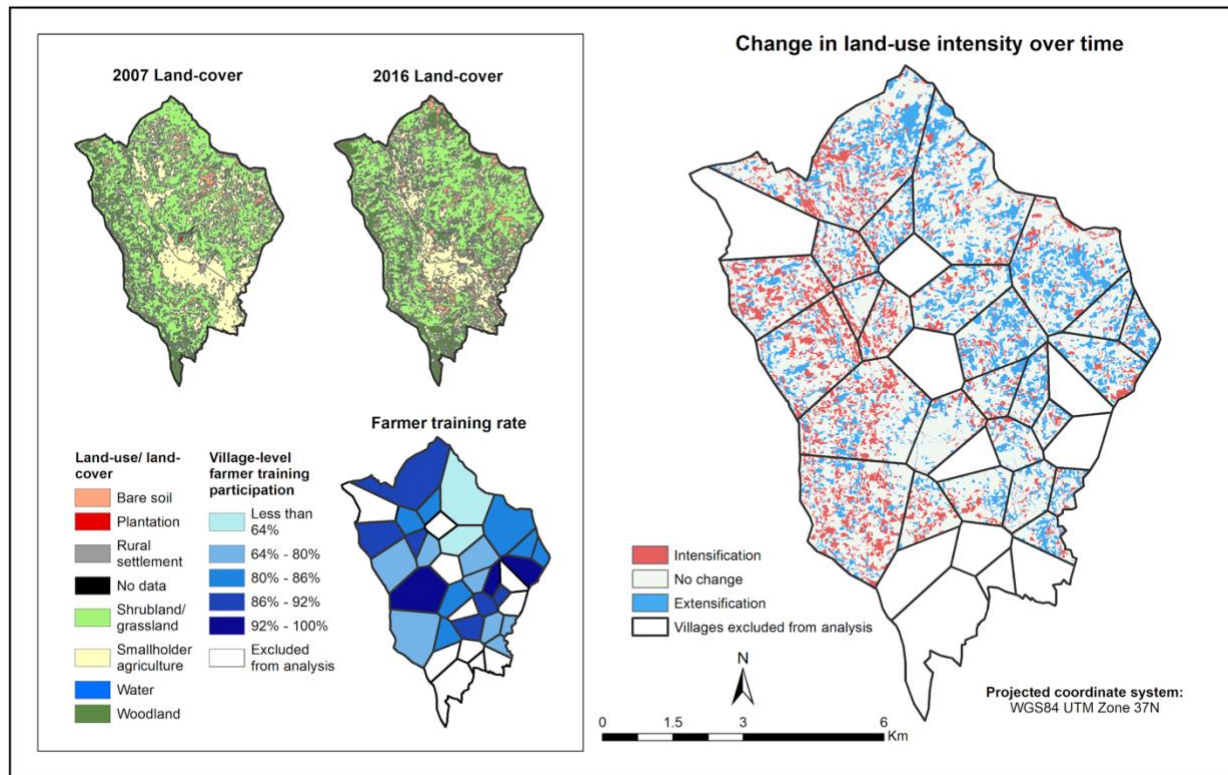 2007 Land-cover
2016 Land-cover
Farmer training rate
Land-use/ land-
cover
Bare soil
Plantation
Rural
settlement
No data
Shrubland/
grassland
Smallholder
agriculture
Water
Woodland
Village-level
farmer training
participation
Less than
64%
64% - 80%
80% - 86%
86% - 92%
92% - 100%
Excluded
from analysis
Change in land-use intensity over time
Intensification
No change
Extensification
Villages excluded from analysis
N
0 1.5 3 6
Km
Projected coordinate system:
WGS84 UTM Zone 37N